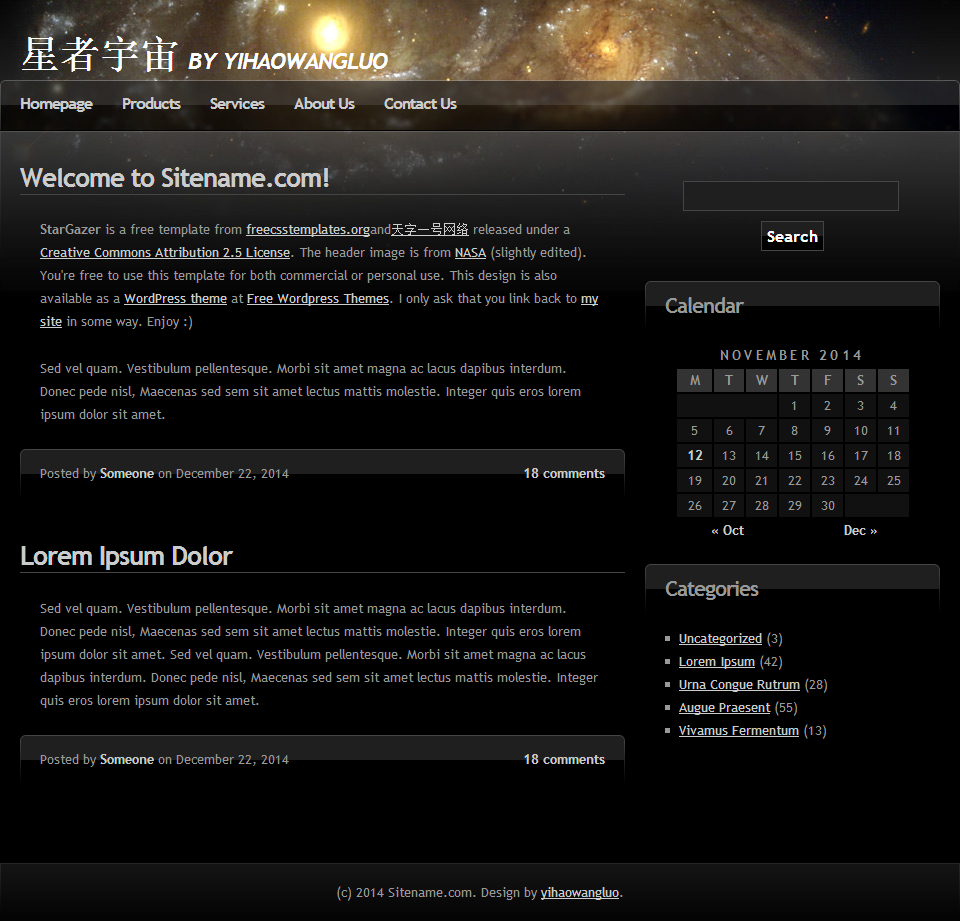 星者宇宙 BY YIHAOWANGLUO
Homepage Products Services About Us Contact Us
Welcome to Sitename.com!
StarGazer is a free template from freecsstemplates.organd天字一号网络 released under a
Creative Commons Attribution 2.5 License. The header image is from NASA (slightly edited).
You're free to use this template for both commercial or personal use. This design is also
available as a WordPress theme at Free Wordpress Themes. I only ask that you link back to my
site in some way. Enjoy :)
Sed vel quam. Vestibulum pellentesque. Morbi sit amet magna ac lacus dapibus interdum.
Donec pede nisl, Maecenas sed sem sit amet lectus mattis molestie. Integer quis eros lorem
ipsum dolor sit amet.
Posted by Someone on December 22, 2014 18 comments
Lorem Ipsum Dolor
Sed vel quam. Vestibulum pellentesque. Morbi sit amet magna ac lacus dapibus interdum.
Donec pede nisl, Maecenas sed sem sit amet lectus mattis molestie. Integer quis eros lorem
ipsum dolor sit amet. Sed vel quam. Vestibulum pellentesque. Morbi sit amet magna ac lacus
dapibus interdum. Donec pede nisl, Maecenas sed sem sit amet lectus mattis molestie. Integer
quis eros lorem ipsum dolor sit amet.
Posted by Someone on December 22, 2014 18 comments
Search
Calendar
NOVEMBER 2014
M T W T F S S
1 2 3 4
5 6 7 8 9 10 11
12 13 14 15 16 17 18
19 20 21 22 23 24 25
26 27 28 29 30
« Oct Dec »
Categories
Uncategorized (3)
Lorem Ipsum (42)
Urna Congue Rutrum (28)
Augue Praesent (55)
Vivamus Fermentum (13)
(c) 2014 Sitename.com. Design by yihaowangluo.